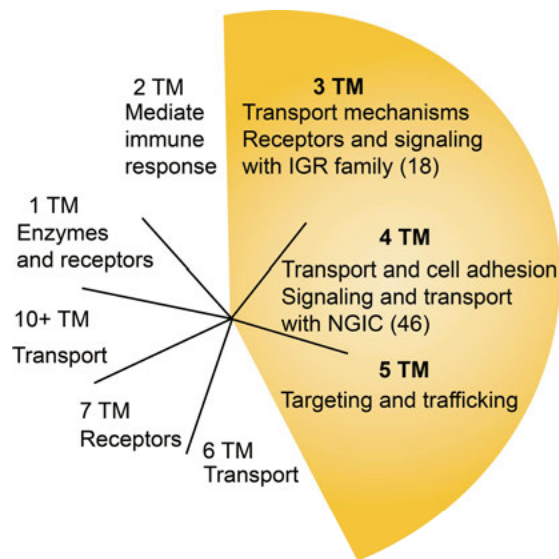 2 TM
Mediate
immune
response
3 TM
Transport mechanisms
Receptors and signaling
with IGR family (18)
1 TM
Enzymes
and receptors
4 TM
Transport and cell adhesion
Signaling and transport
with NGIC (46)
10+ TM
Transport
5 TM
Targeting and trafficking
7 TM
Receptors
6 TM
Transport